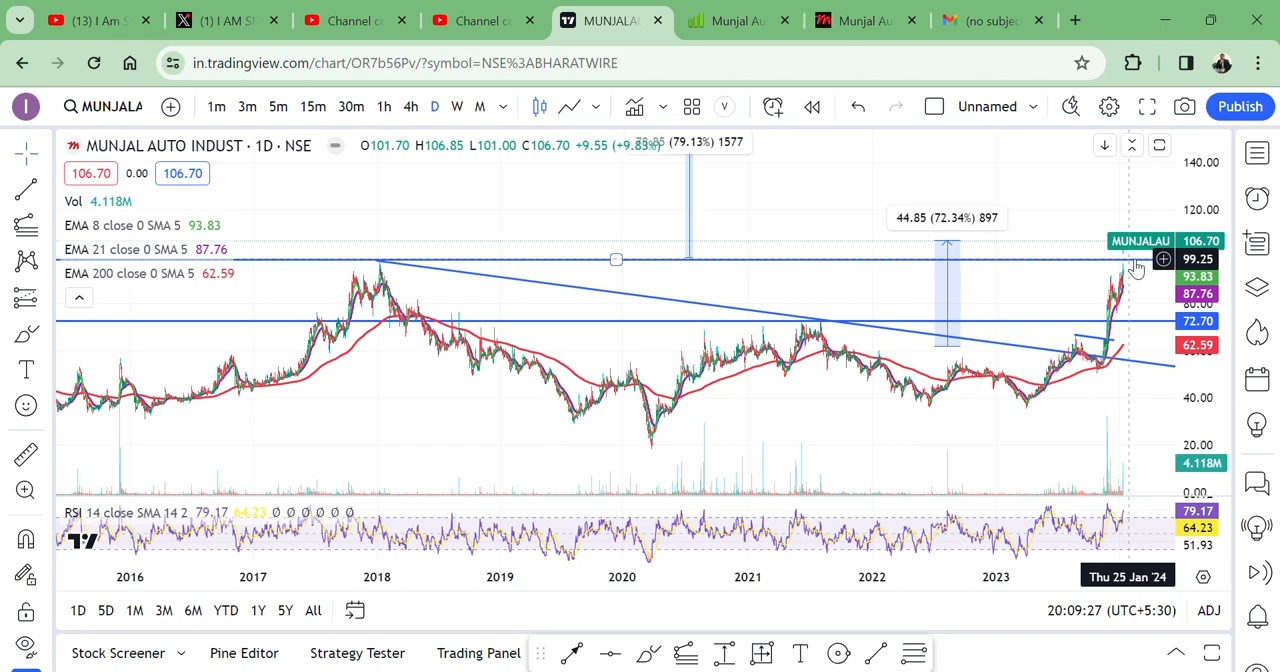 (13) I Am S
(1) I AM S
Channel c
Channel c
MUNJALA
Munjal Au
Munjal Au
(no subjec
in.tradingview.com/chart/OR7b56Pv/?symbol=NSE%3ABHARATWIRE
I
MUNJALA
1m 3m 5m 15m 30m 1h 4h D W M
V
Unnamed
Publish
MUNJAL AUTO INDUST · 1D · NSE
O101.70 H106.85 L101.00 C106.70 +9.55 (+9.83%)
(79.13%) 1577
106.70 0.00 106.70
Vol 4.118M
EMA 8 close 0 SMA 5 93.83
EMA 21 close 0 SMA 5 87.76
EMA 200 close 0 SMA 5 62.59
44.85 (72.34%) 897
140.00
120.00
MUNJALAU 106.70
99.25
93.83
87.76
80.00
72.70
62.59
40.00
20.00
4.118M
0.00
RSI 14 close SMA 14 2 79.17 64.23 Ø Ø Ø Ø Ø Ø
79.17
64.23
51.93
2016 2017 2018 2019 2020 2021 2022 2023 Thu 25 Jan '24
1D 5D 1M 3M 6M YTD 1Y 5Y All
20:09:27 (UTC+5:30) ADJ
Stock Screener Pine Editor Strategy Tester Trading Panel